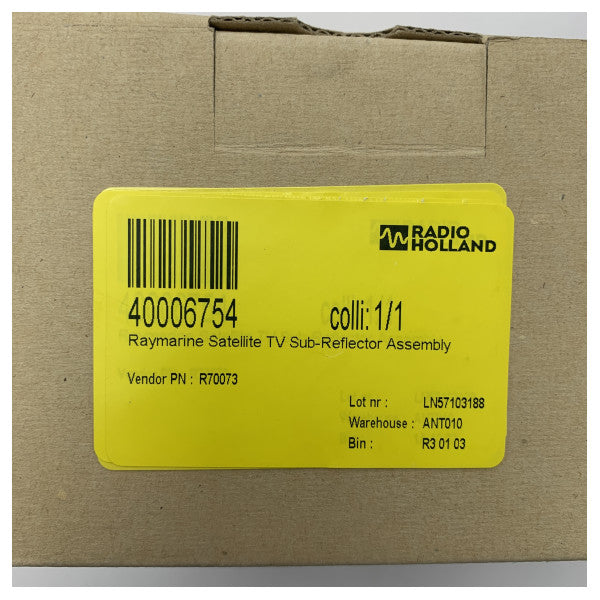 RADIO
HOLLAND
40006754 colli: 1/1
Raymarine Satellite TV Sub-Reflector Assembly
Vendor PN : R70073
Lot nr : LN57103188
Warehouse : ANT010
Bin : R3 01 03